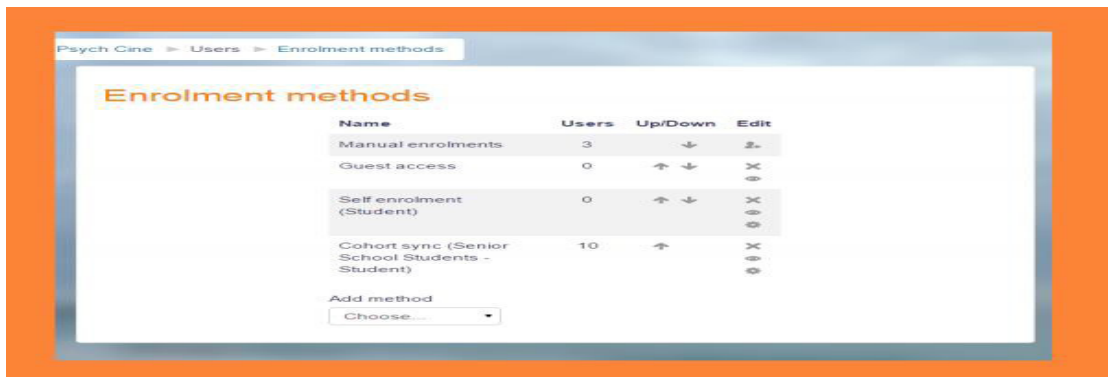 Psych Cine ► Users ► Enrolment methods
Enrolment methods
Name Users Up/Down Edit
Manual enrolments 3
Guest access 0
Self enrolment
(Student) 0
Cohort sync (Senior 10
School Students -
Student)
Add method
Choose...